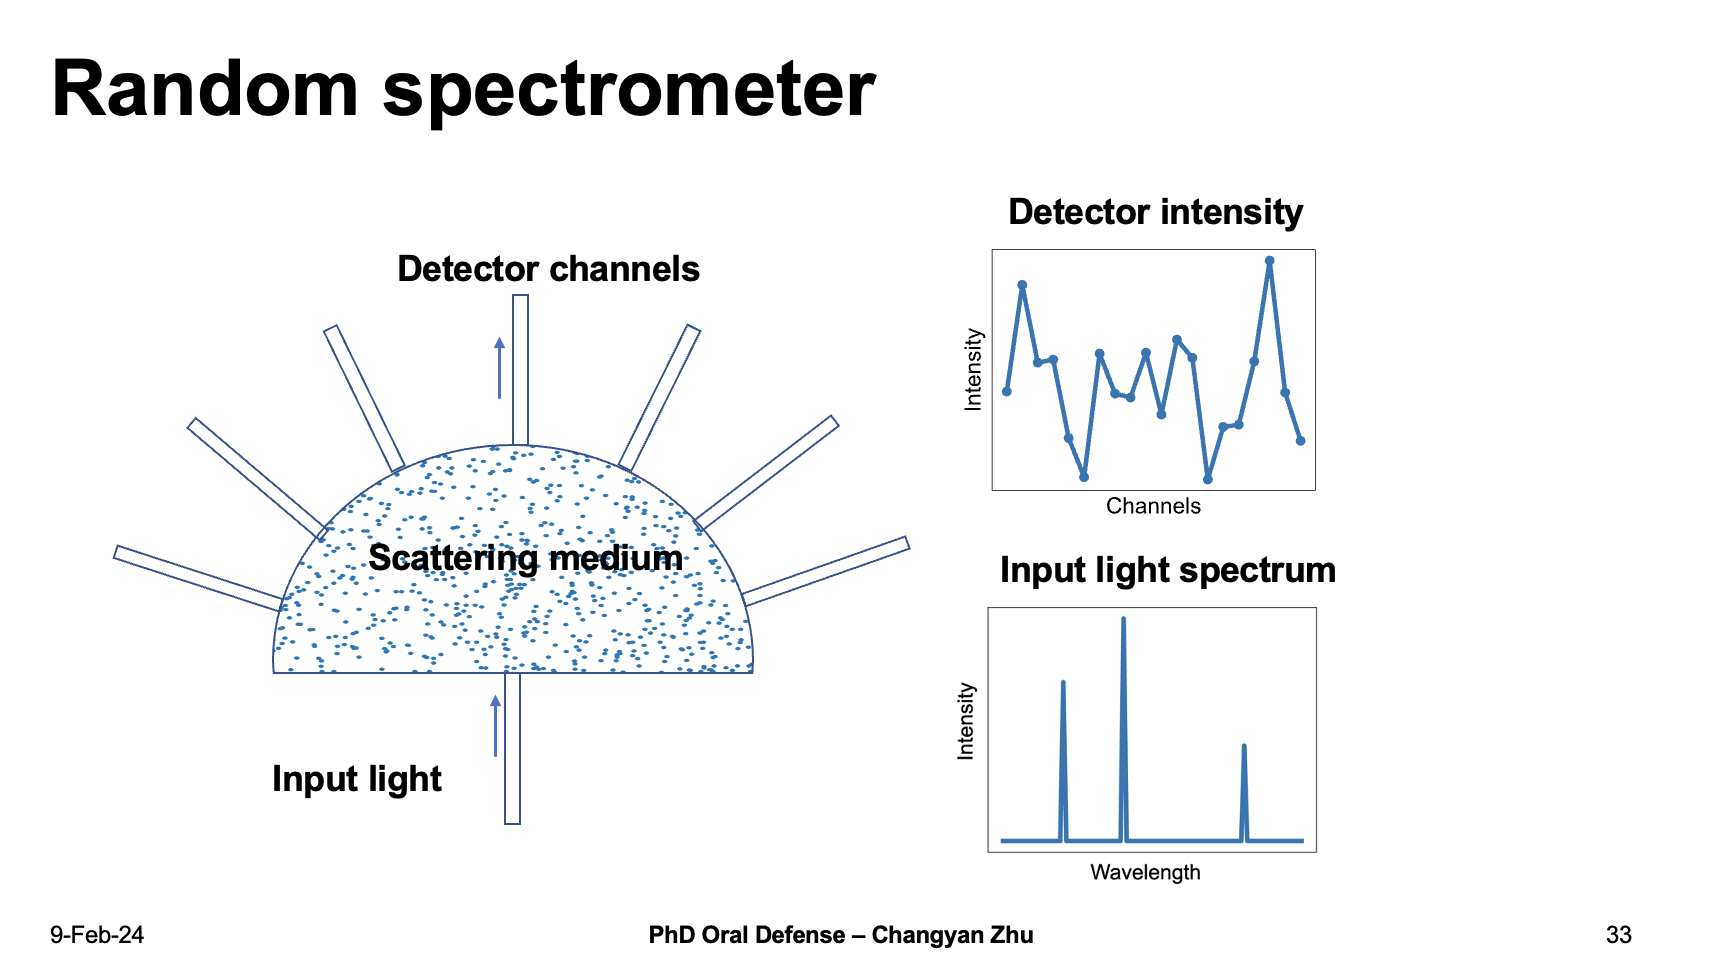 Random spectrometer
Detector channels
Scattering medium
Input light
Detector intensity
Intensity
Channels
Input light spectrum
Intensity
Wavelength
9-Feb-24
PhD Oral Defense – Changyan Zhu
33